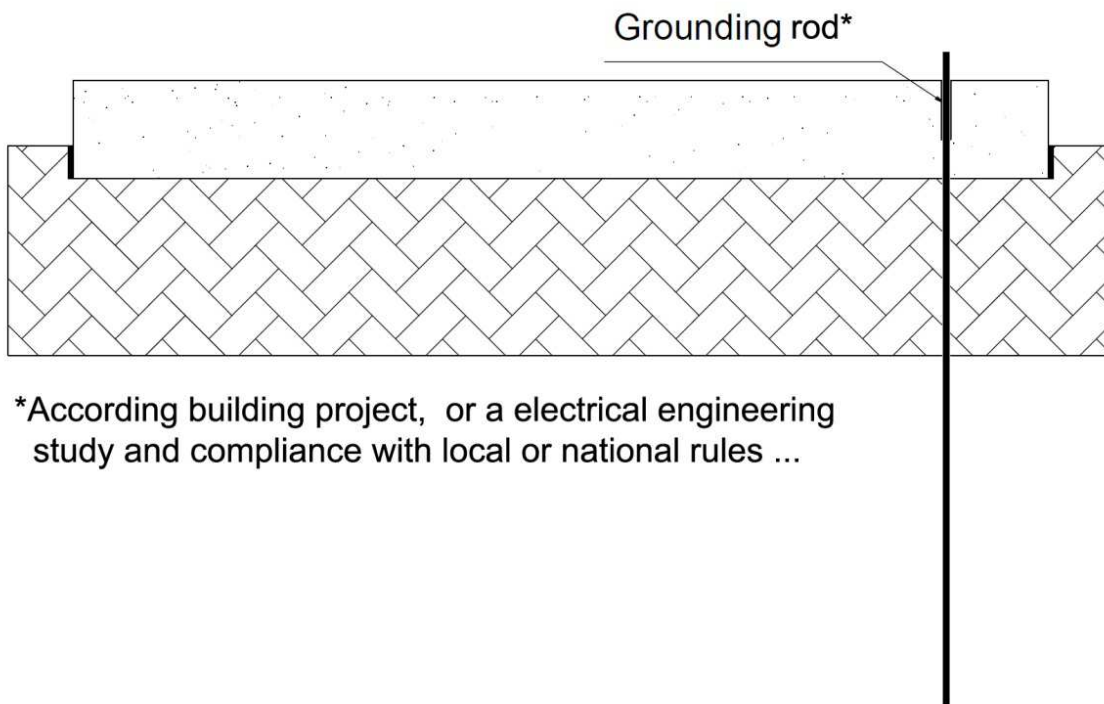 Grounding rod*
*According building project, or a electrical engineering
study and compliance with local or national rules ...